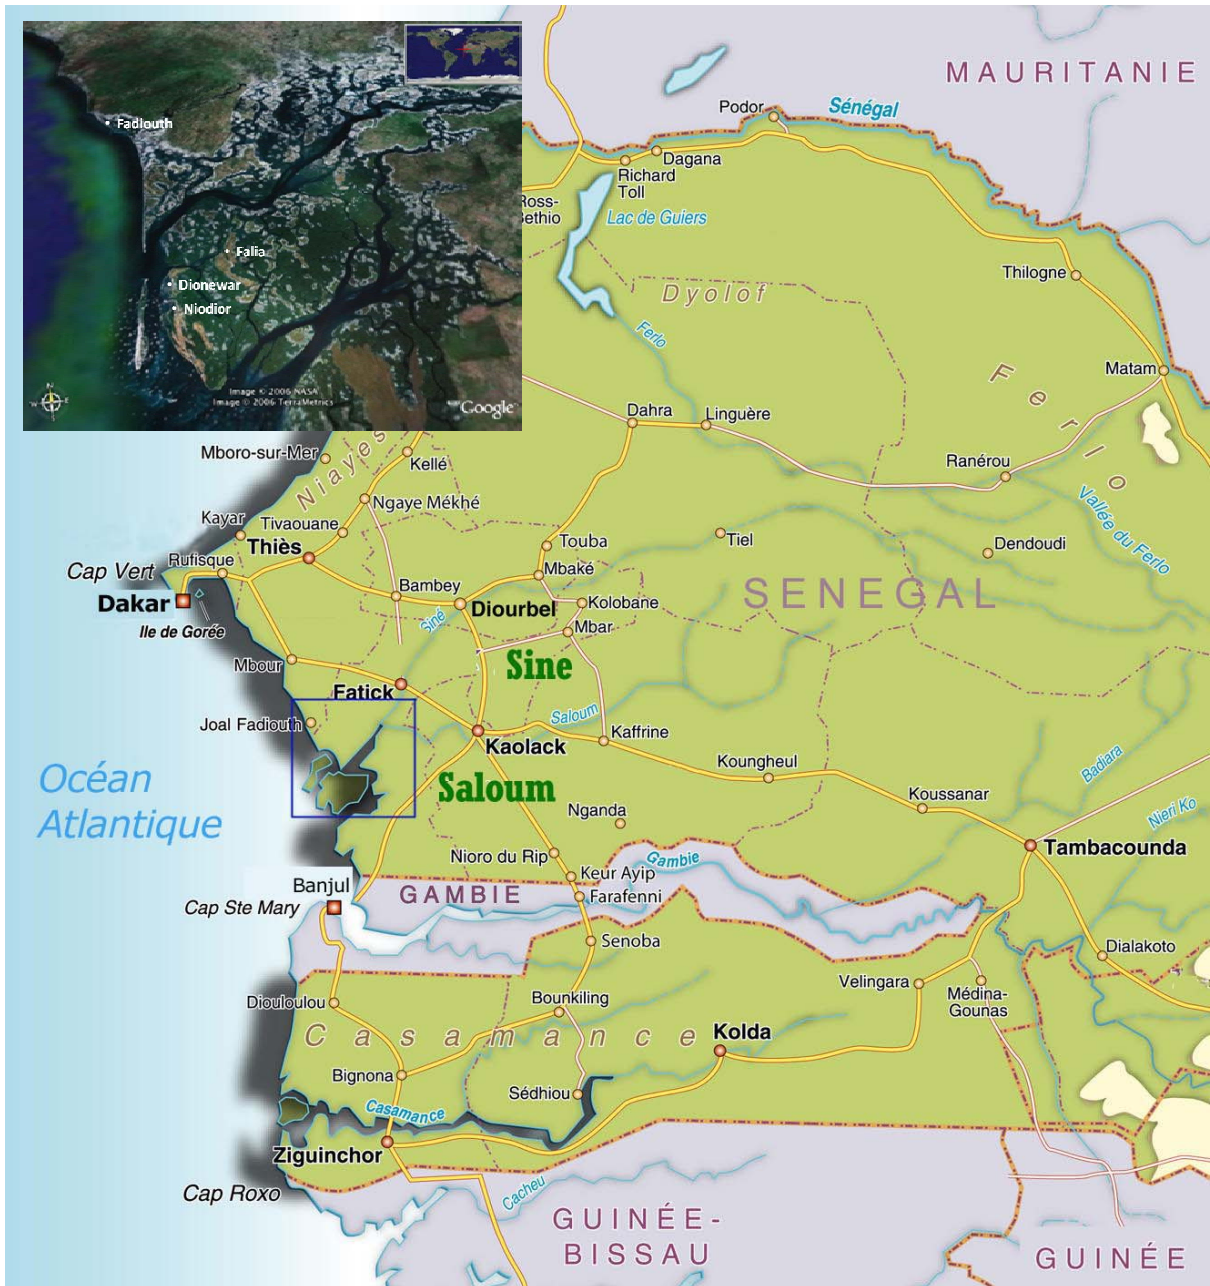 MAURITANIE
Podor
Sénégal
Fadiouth
Dagana
Richard
Toll
Ross-
Bethio
Lac de Guiers
Falia
Dionewar
Niodior
Thilogne
Dyolof
Ferlo
Matam
Ferlo
Image © 2006 NASA
Image © 2006 TerraMetrics
Google
N
W
E
S
Dahra
Linguère
Mboro-sur-Mer
Niayes
Kellé
Ranérou
Vallée du Ferlo
Ngaye Mékhé
Kayar
Tivaouane
Thiès
Touba
Tiel
Dendoudi
Rufisque
Cap Vert
Mbaké
Bambey
SENEGAL
Dakar
Diourbel
Kolobane
Siné
Ile de Gorée
Mbar
Mbour
Sine
Fatick
Joal Fadiouth
Saloum
Kaffrine
Kaolack
Koungheul
Badiara
Océan
Atlantique
Saloum
Nganda
Koussanar
Nieri Ko
Tambacounda
Nioro du Rip
Gambie
Keur Ayip
Banjul
GAMBIE
Farafenni
Cap Ste Mary
Senoba
Dialakoto
Velingara
Médina-
Gounas
Diouloulou
Bounkiling
Casamance
Kolda
Bignona
Sédhiou
Casamance
Ziguinchor
Cap Roxo
Cacheu
GUINÉE-
BISSAU
GUINÉE